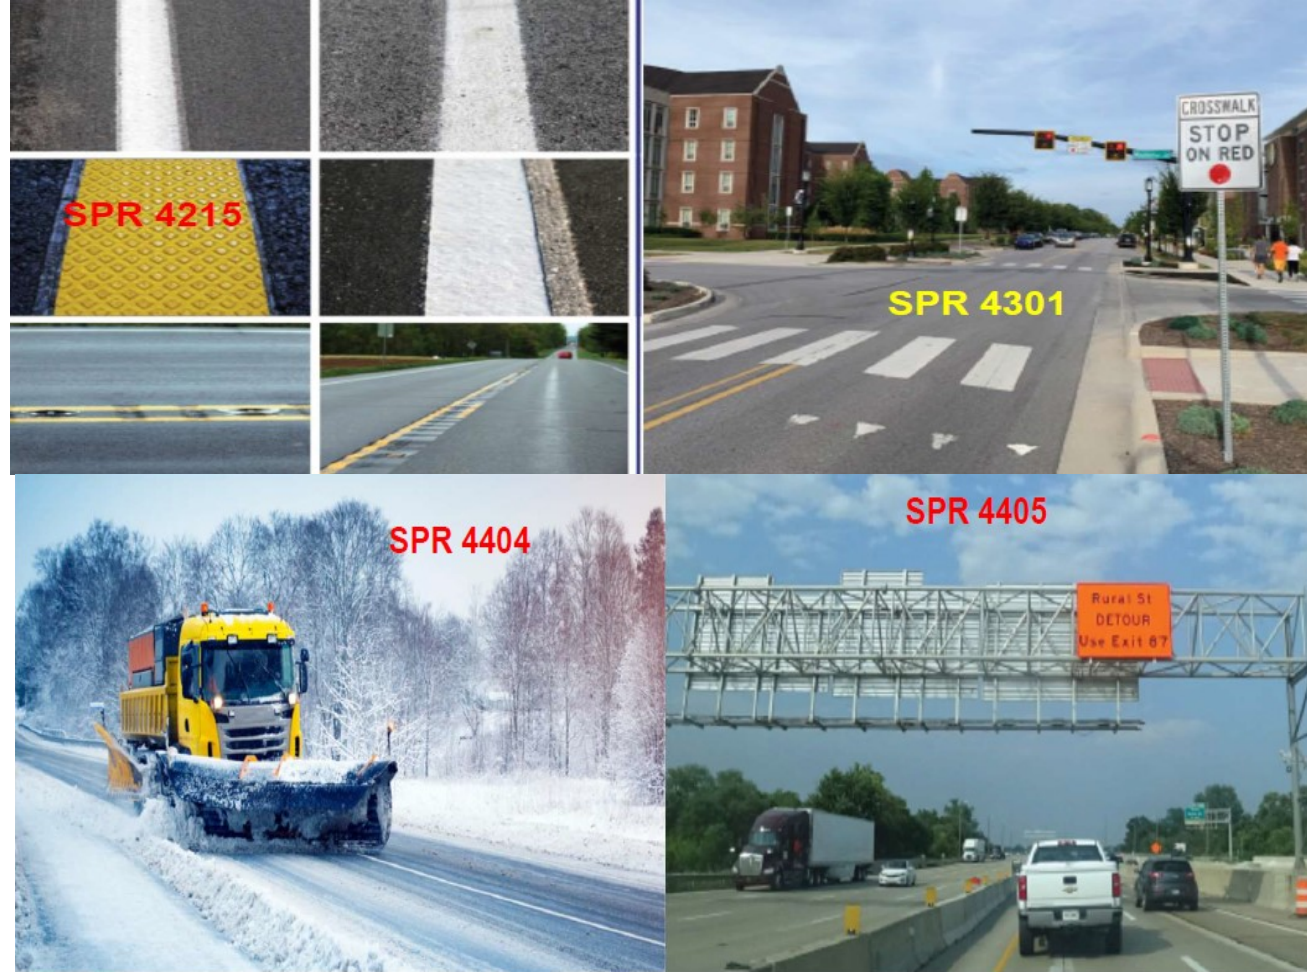 SPR 4215
CROSSWALK
STOP
ON RED
SPR 4301
SPR 4404
SPR 4405
Rural St
DETOUR
Use Exit 87